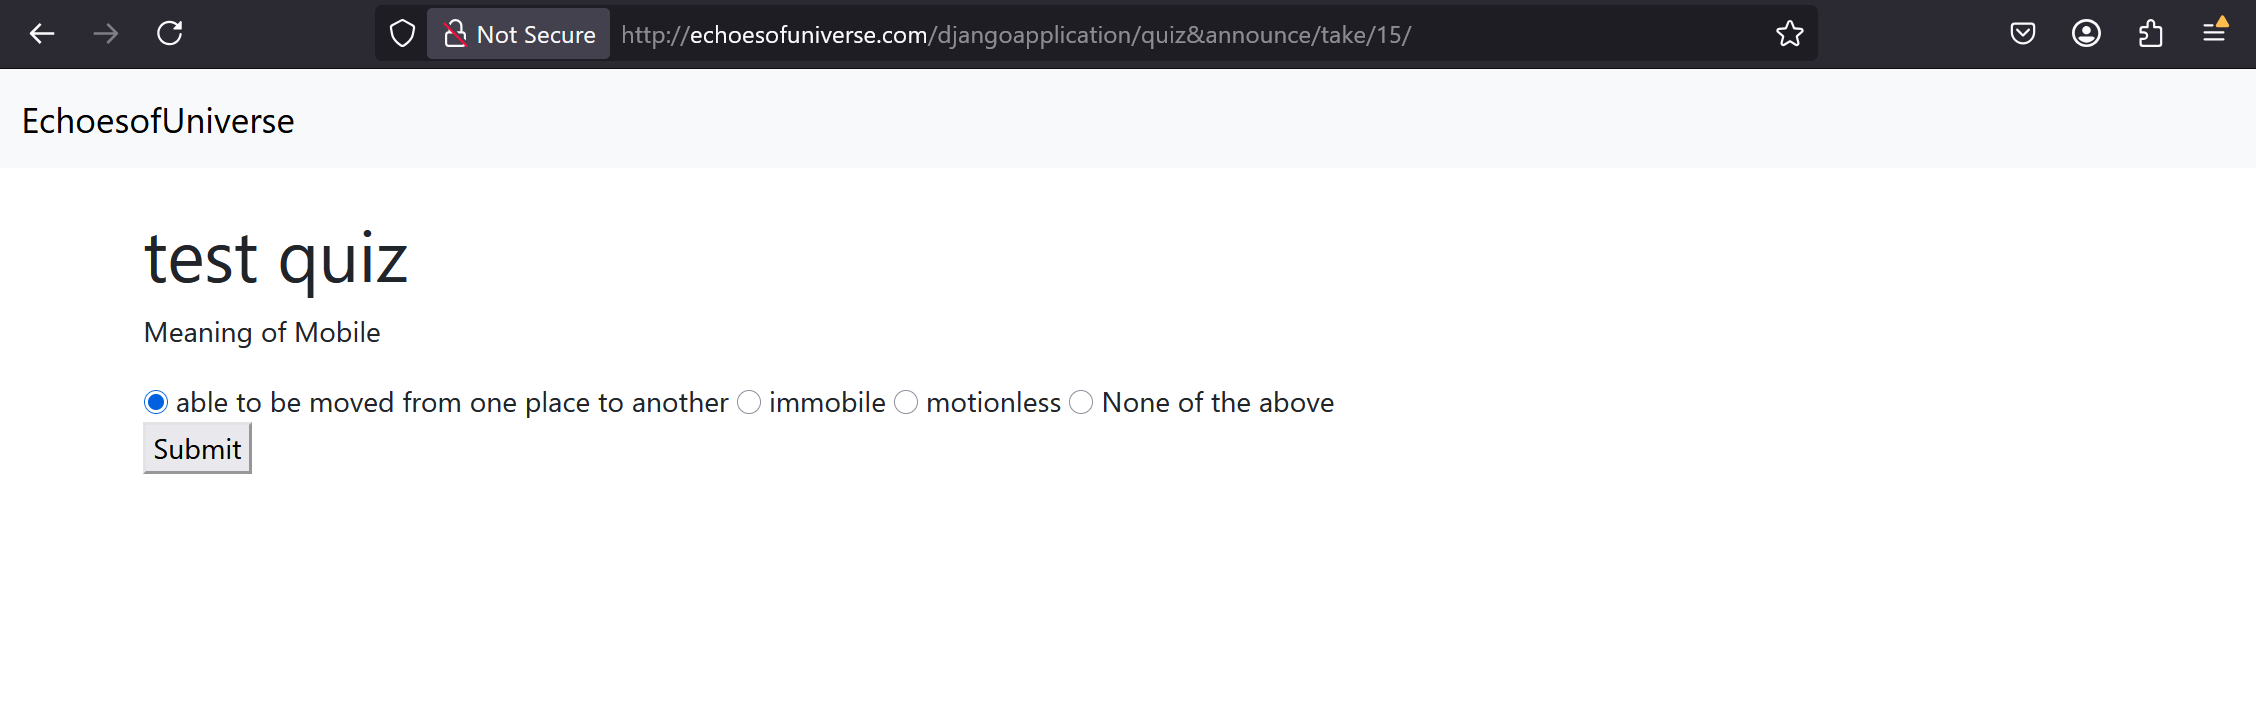 Not Secure http://echoesofuniverse.com/djangoapplication/quiz&announce/take/15/
EchoesofUniverse
test quiz
Meaning of Mobile
able to be moved from one place to another immobile motionless None of the above
Submit